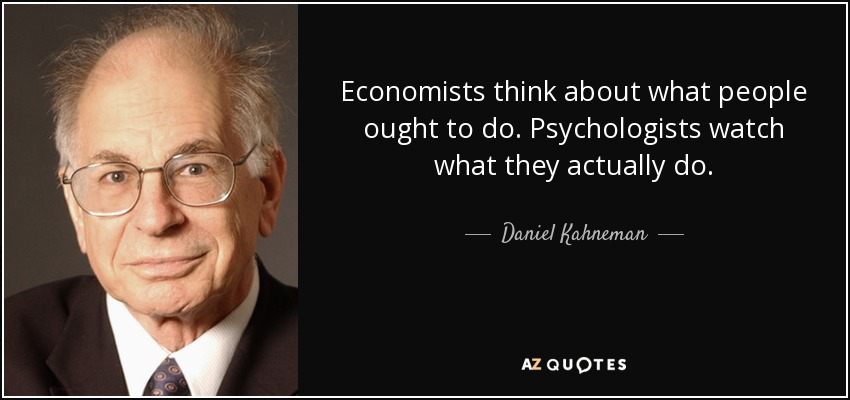 Economists think about what people
ought to do. Psychologists watch
what they actually do.
Daniel Kahneman
AZ QUOTES